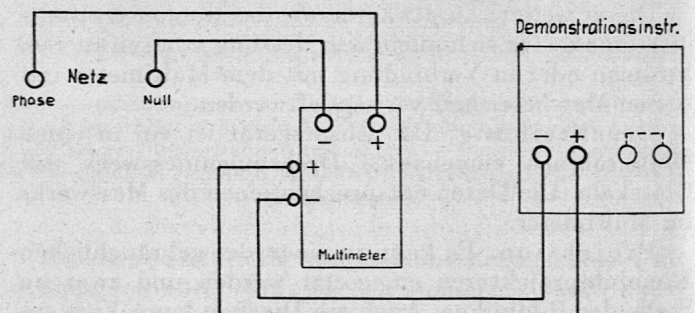 Demonstrationsinstr.
Netz
Phase
Null
− +
+
−
− +
Multimeter